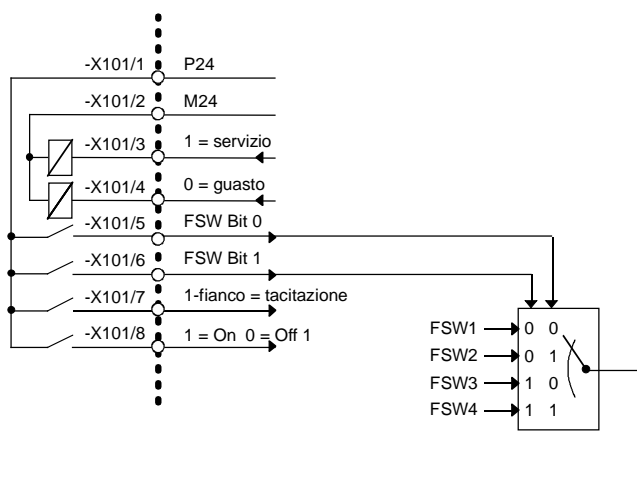 -X101/1 P24
-X101/2 M24
-X101/3 1 = servizio
-X101/4 0 = guasto
-X101/5 FSW Bit 0
-X101/6 FSW Bit 1
-X101/7 1-fianco = tacitazione
-X101/8 1 = On 0 = Off 1
FSW1 0 0
FSW2 0 1
FSW3 1 0
FSW4 1 1